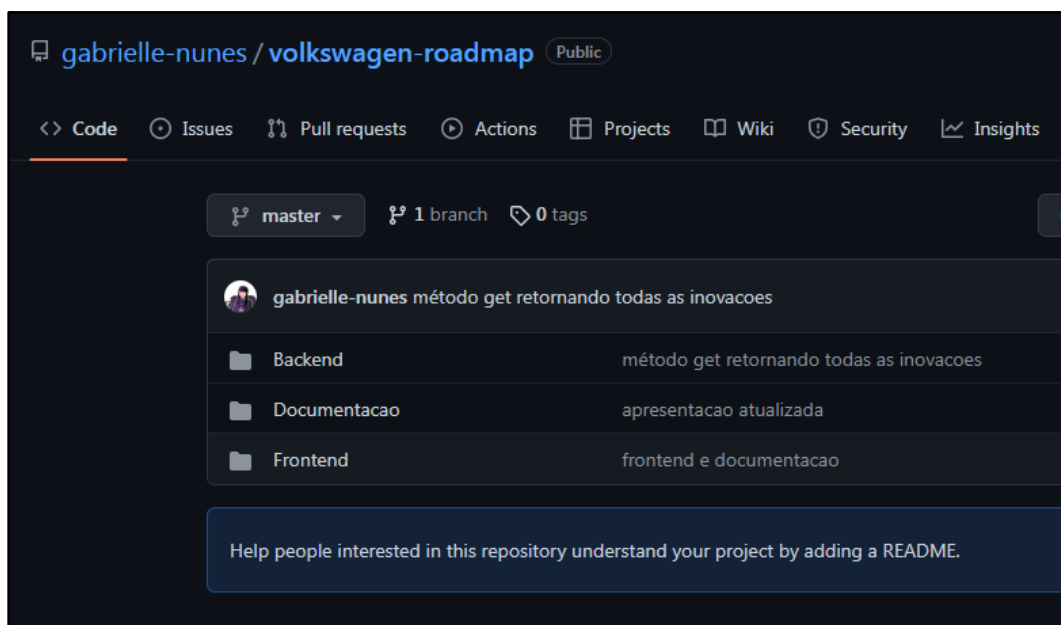 gabrielle-nunes / volkswagen-roadmap Public
<> Code Issues Pull requests Actions Projects Wiki Security Insights
master 1 branch 0 tags
gabrielle-nunes método get retornando todas as inovacoes
Backend método get retornando todas as inovacoes
Documentacao apresentacao atualizada
Frontend frontend e documentacao
Help people interested in this repository understand your project by adding a README.